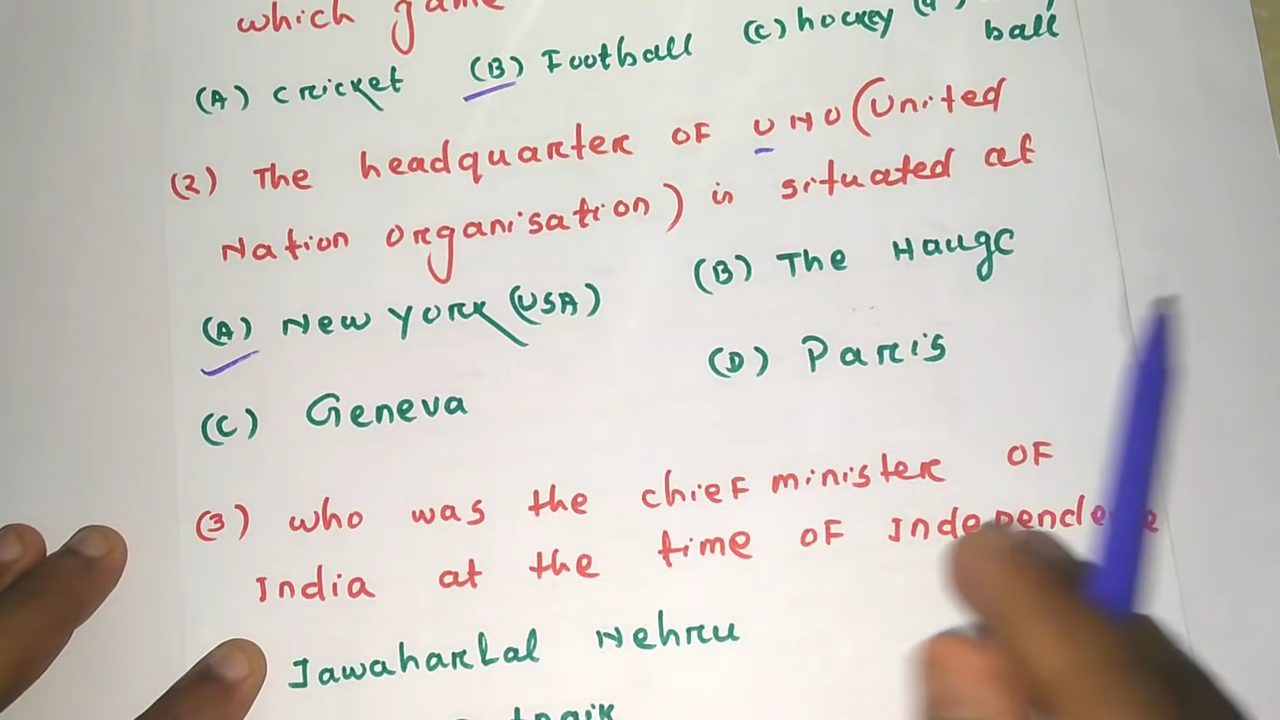 which game
(A) cricket (B) Football (C) hockey
ball
(2) The headquarter OF UNO (United
Nation organisation) is situated at
(A) New York (USA) (B) The Haugc
(C) Geneva (D) Paris
(3) who was the chief minister OF
India at the time OF Independence
Jawaharlal Nehru